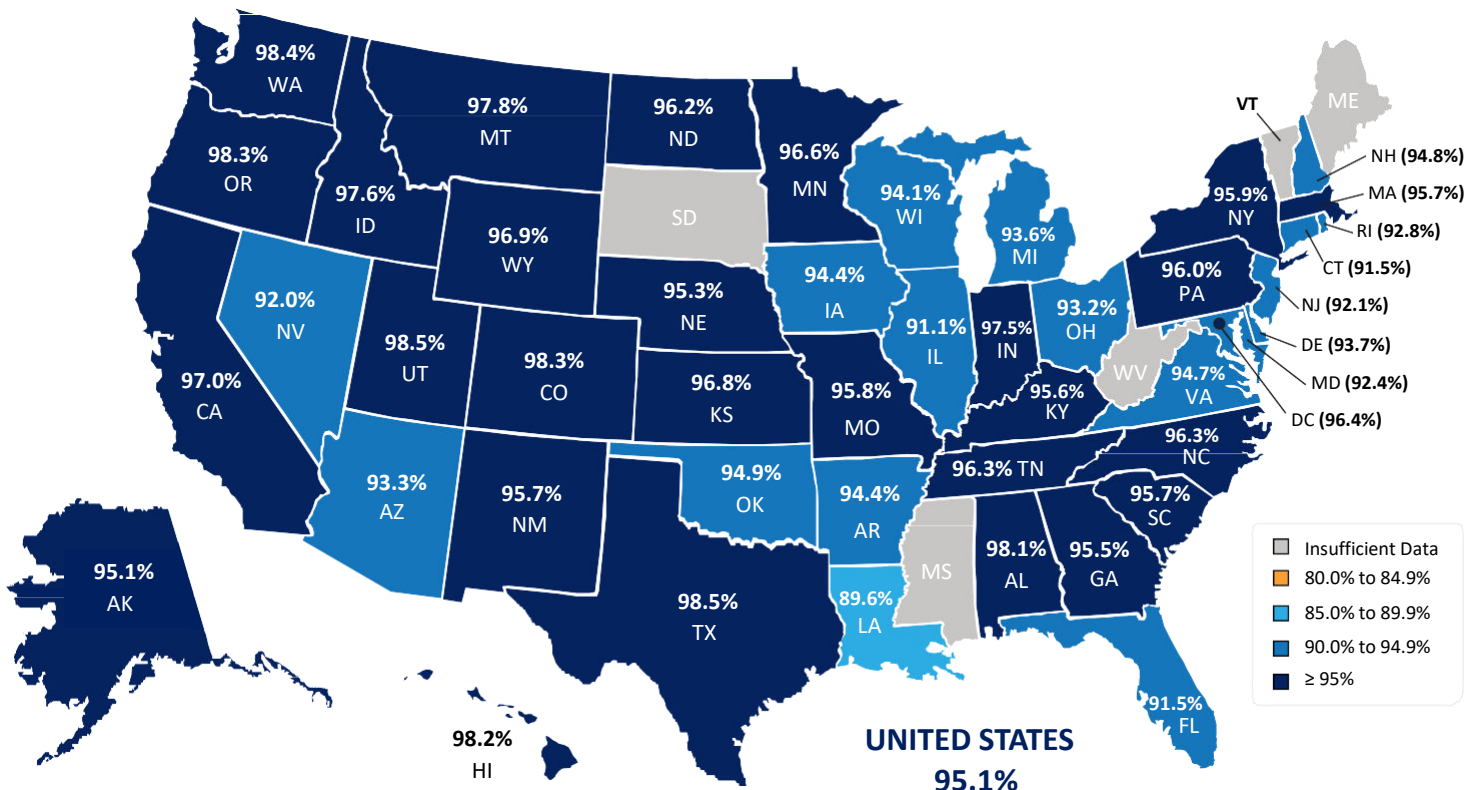 98.4%
WA
98.3%
OR
97.6%
ID
97.8%
MT
96.2%
ND
96.6%
MN
SD
96.9%
WY
95.3%
NE
92.0%
NV
98.5%
UT
98.3%
CO
97.0%
CA
93.3%
AZ
95.7%
NM
96.8%
KS
94.9%
OK
98.5%
TX
94.1%
WI
93.6%
MI
94.4%
IA
91.1%
IL
97.5%
IN
93.2%
OH
95.8%
MO
95.6%
KY
94.4%
AR
89.6%
LA
MS
96.3% TN
98.1%
AL
95.5%
GA
95.7%
SC
96.3%
NC
94.7%
VA
WV
96.0%
PA
95.9%
NY
91.5%
FL
VT
ME
NH (94.8%)
MA (95.7%)
RI (92.8%)
CT (91.5%)
NJ (92.1%)
DE (93.7%)
MD (92.4%)
DC (96.4%)
95.1%
AK
98.2%
HI
UNITED STATES
95.1%
Insufficient Data
80.0% to 84.9%
85.0% to 89.9%
90.0% to 94.9%
≥ 95%